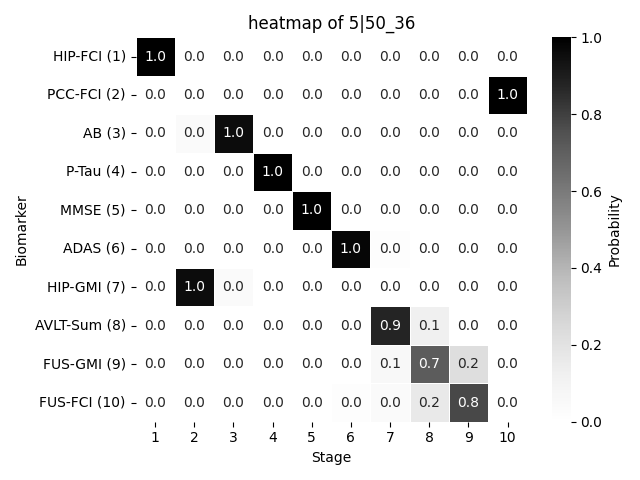 heatmap of 5|50_36
HIP-FCI (1) 1.0 0.0 0.0 0.0 0.0 0.0 0.0 0.0 0.0 0.0
PCC-FCI (2) 0.0 0.0 0.0 0.0 0.0 0.0 0.0 0.0 0.0 1.0
AB (3) 0.0 0.0 1.0 0.0 0.0 0.0 0.0 0.0 0.0 0.0
P-Tau (4) 0.0 0.0 0.0 1.0 0.0 0.0 0.0 0.0 0.0 0.0
MMSE (5) 0.0 0.0 0.0 0.0 1.0 0.0 0.0 0.0 0.0 0.0
ADAS (6) 0.0 0.0 0.0 0.0 0.0 1.0 0.0 0.0 0.0 0.0
HIP-GMI (7) 0.0 1.0 0.0 0.0 0.0 0.0 0.0 0.0 0.0 0.0
AVLT-Sum (8) 0.0 0.0 0.0 0.0 0.0 0.0 0.9 0.1 0.0 0.0
FUS-GMI (9) 0.0 0.0 0.0 0.0 0.0 0.0 0.1 0.7 0.2 0.0
FUS-FCI (10) 0.0 0.0 0.0 0.0 0.0 0.0 0.0 0.2 0.8 0.0
1 2 3 4 5 6 7 8 9 10
Stage
Biomarker
1.0
0.8
0.6
0.4
0.2
0.0
Probability